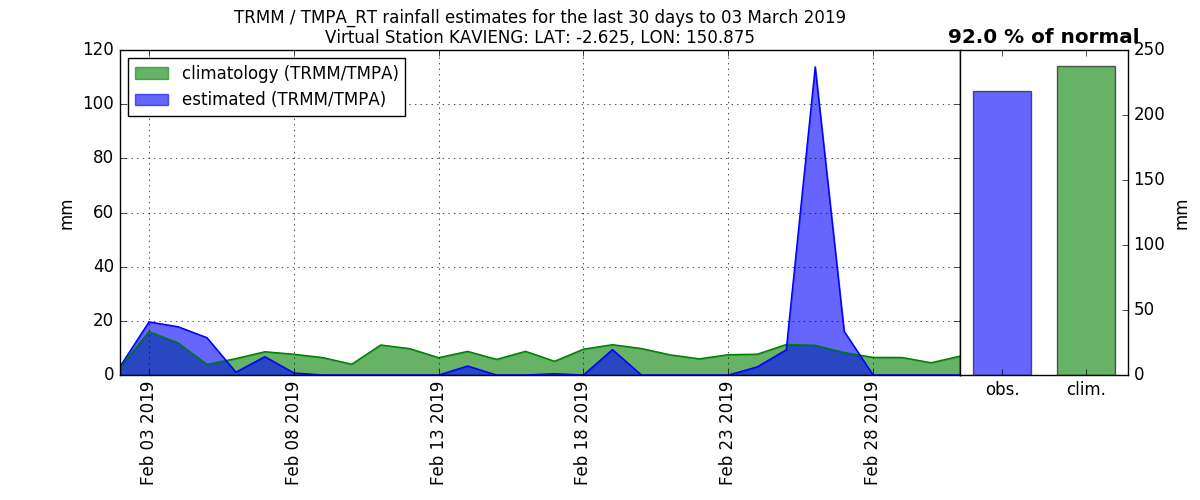 TRMM / TMPA_RT rainfall estimates for the last 30 days to 03 March 2019
Virtual Station KAVIENG: LAT: -2.625, LON: 150.875
92.0 % of normal
climatology (TRMM/TMPA)
estimated (TRMM/TMPA)
mm
120
100
80
60
40
20
0
Feb 03 2019
Feb 08 2019
Feb 13 2019
Feb 18 2019
Feb 23 2019
Feb 28 2019
250
200
150
100
50
0
mm
obs.
clim.